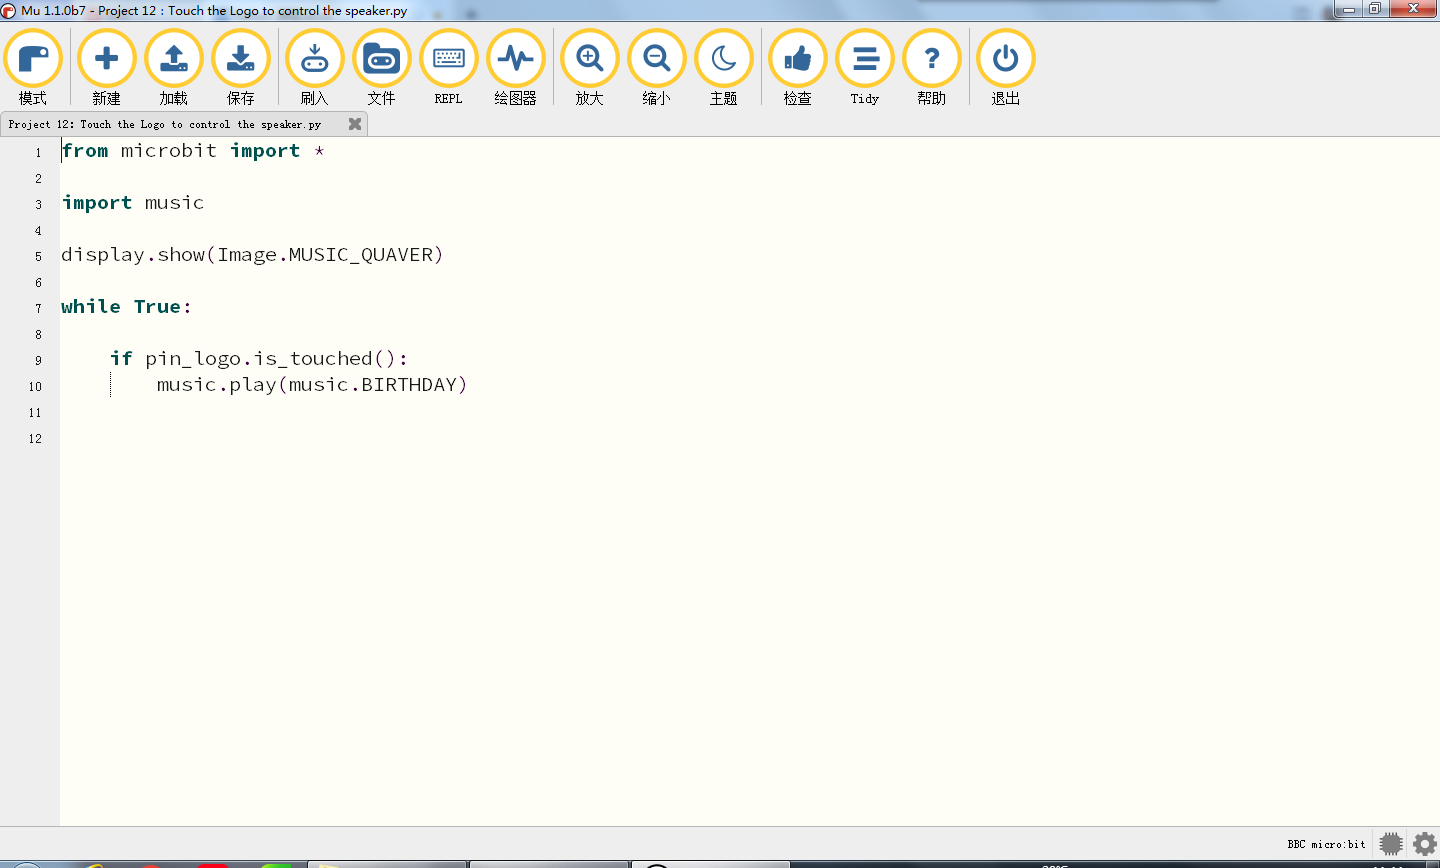 Mu 1.1.0b7 - Project 12 : Touch the Logo to control the speaker.py
模式 新建 加载 保存 刷入 文件 REPL 绘图器 放大 缩小 主题 检查 Tidy 帮助 退出
Project 12: Touch the Logo to control the speaker.py
1 from microbit import *
2
3 import music
4
5 display.show(Image.MUSIC_QUAVER)
6
7 while True:
8
9 if pin_logo.is_touched():
10 music.play(music.BIRTHDAY)
11
12
BBC micro:bit